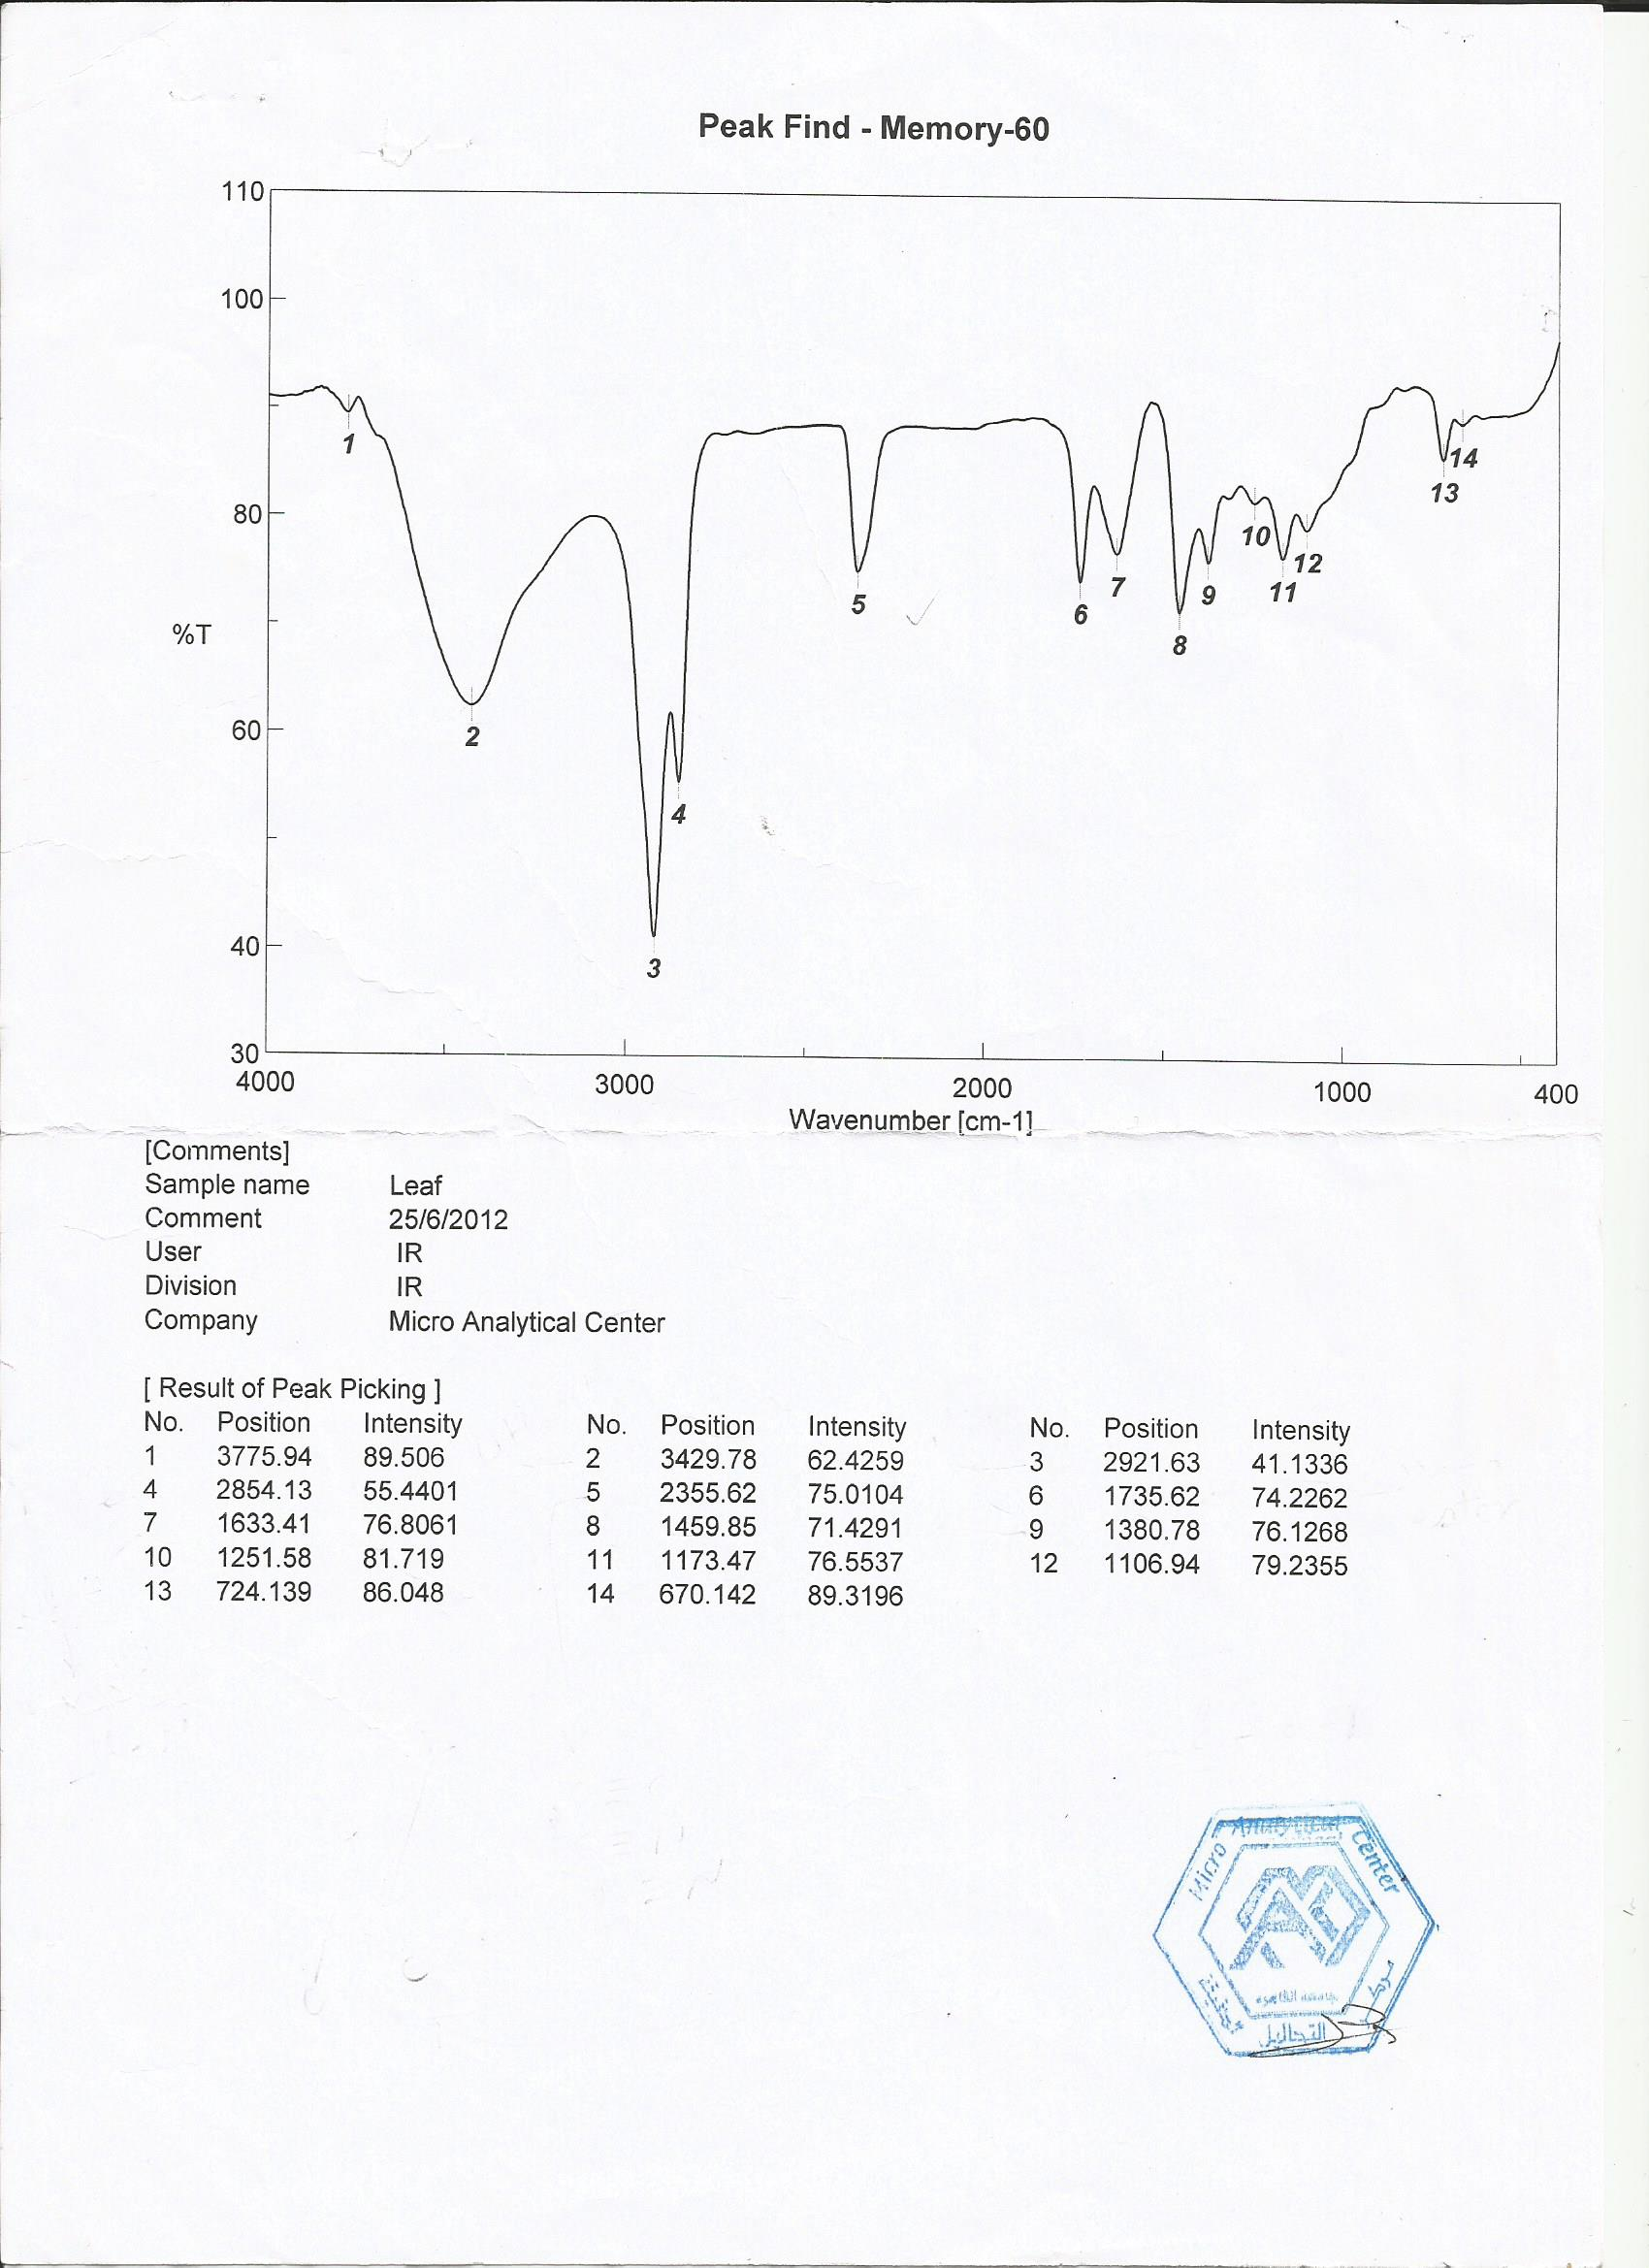 Peak Find - Memory-60
110
100
80
%T
60
40
30
1
2
3
4
5
6
7
8
9
10
11
12
13
14
4000 3000 2000 1000 400
Wavenumber [cm-1]
[Comments]
Sample name Leaf
Comment 25/6/2012
User IR
Division IR
Company Micro Analytical Center
[ Result of Peak Picking ]
No. Position Intensity No. Position Intensity No. Position Intensity
1 3775.94 89.506 2 3429.78 62.4259 3 2921.63 41.1336
4 2854.13 55.4401 5 2355.62 75.0104 6 1735.62 74.2262
7 1633.41 76.8061 8 1459.85 71.4291 9 1380.78 76.1268
10 1251.58 81.719 11 1173.47 76.5537 12 1106.94 79.2355
13 724.139 86.048 14 670.142 89.3196
Micro Analytical Center
جامعة القاهرة
مركز التحاليل الدقيقة